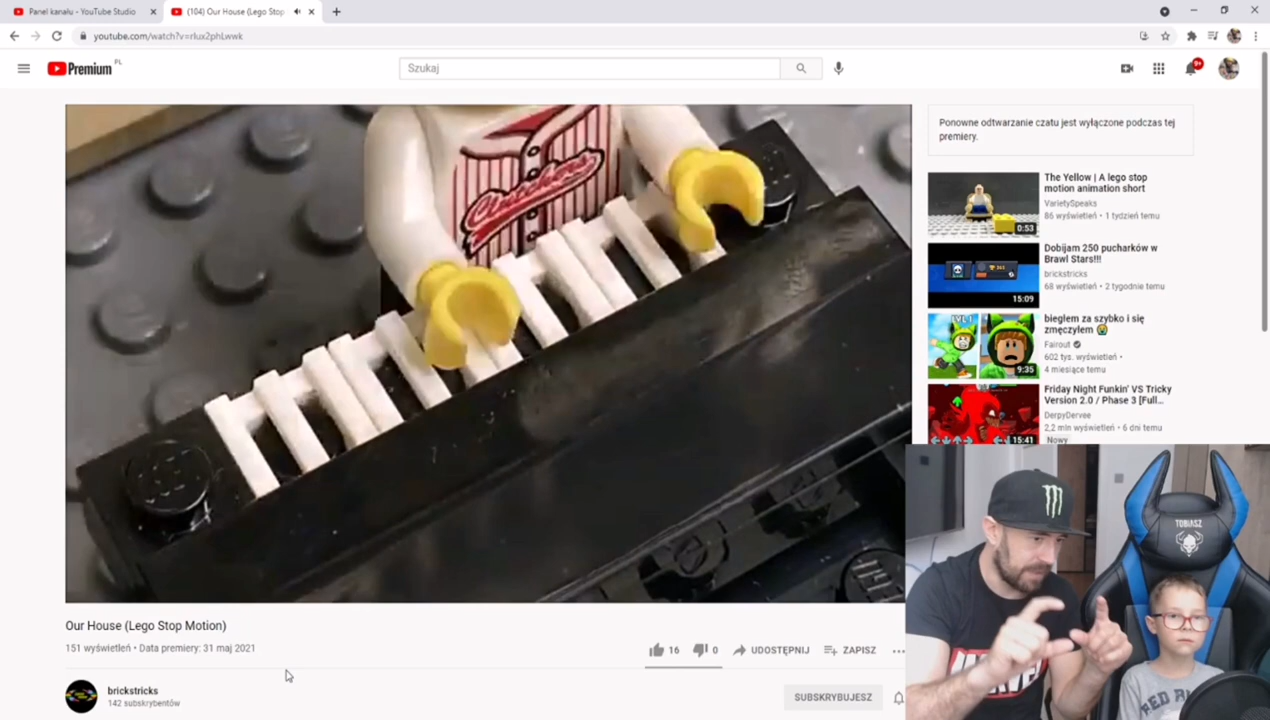 Panel kanału - YouTube Studio
(104) Our House (Lego Stop
youtube.com/watch?v=rIux2phLwwk
Premium PL
Szukaj
9+
Clutchers
Ponowne odtwarzanie czatu jest wyłączone podczas tej
premiery.
The Yellow | A lego stop
motion animation short
VarietySpeaks
86 wyświetleń • 1 tydzień temu
0:53
Dobijam 250 pucharków w
Brawl Stars!!!
brickstricks
68 wyświetleń • 2 tygodnie temu
15:09
biegłem za szybko i się
zmęczyłem
Fairout
602 tys. wyświetleń •
4 miesiące temu
LVL1
9:35
Friday Night Funkin' VS Tricky
Version 2.0 / Phase 3 [Full...
DerpyDervee
2,2 mln wyświetleń • 6 dni temu
Nowy
15:41
Our House (Lego Stop Motion)
151 wyświetleń • Data premiery: 31 maj 2021
16
0
UDOSTĘPNIJ
ZAPISZ
brickstricks
142 subskrybentów
SUBSKRYBUJESZ
TOBIASZ
MARVEL
FED